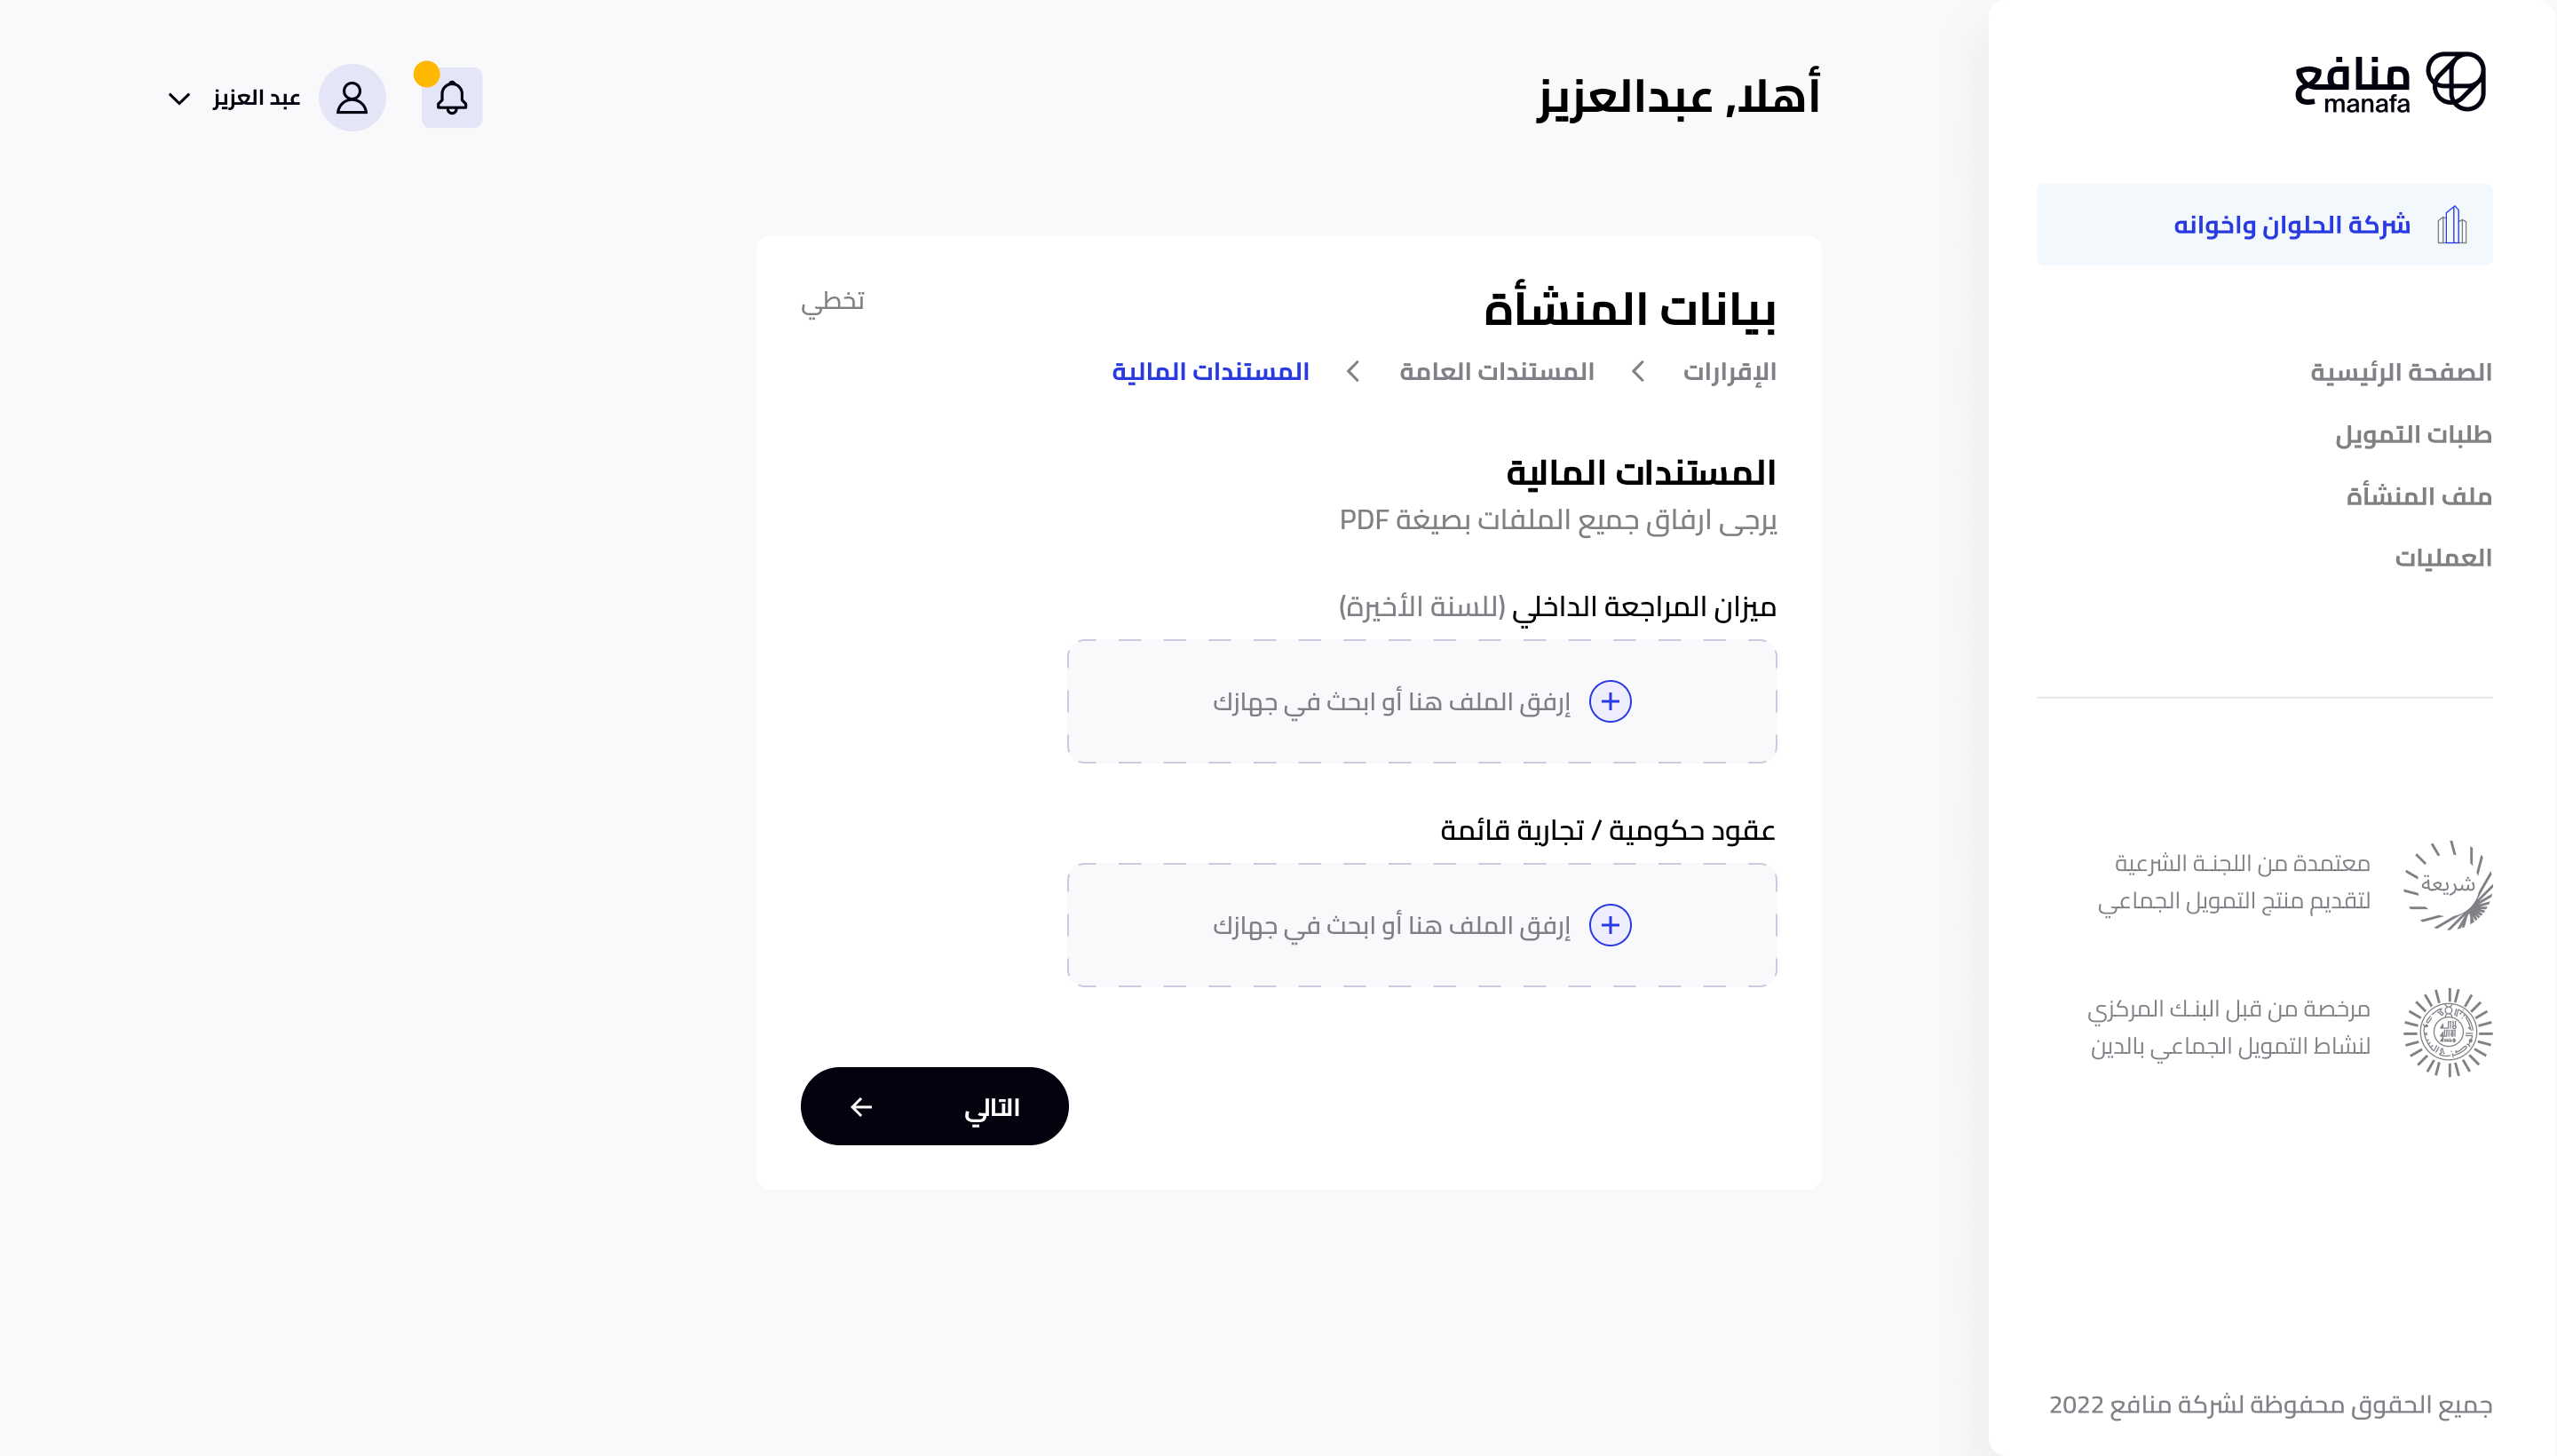 منافع
manafa
شركة الحلوان واخوانه
الصفحة الرئيسية
طلبات التمويل
ملف المنشأة
العمليات
شريعة
معتمدة من اللجنـة الشرعية
لتقديم منتج التمويل الجماعي
مرخصة من قبل البنـك المركزي
لنشاط التمويل الجماعي بالدين
جميع الحقوق محفوظة لشركة منافع 2022
أهلا, عبدالعزيز
عبد العزيز
بيانات المنشأة
تخطي
الإقرارات
المستندات العامة
المستندات المالية
المستندات المالية
يرجى ارفاق جميع الملفات بصيغة PDF
ميزان المراجعة الداخلي (للسنة الأخيرة)
إرفق الملف هنا أو ابحث في جهازك
عقود حكومية / تجارية قائمة
إرفق الملف هنا أو ابحث في جهازك
التالي